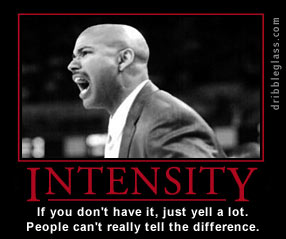 dribbleglass.com
INTENSITY
If you don't have it, just yell a lot.
People can't really tell the difference.